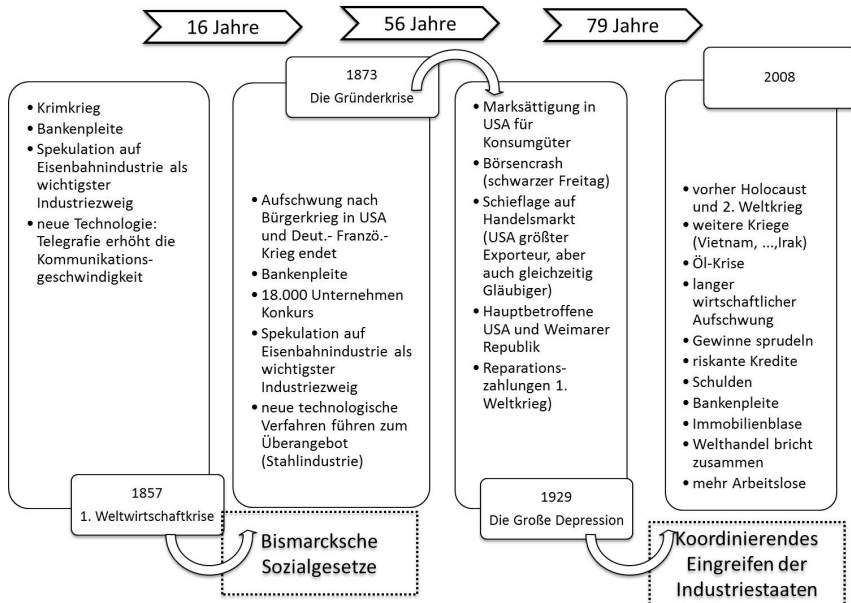 16 Jahre
56 Jahre
79 Jahre
• Krimkrieg
• Bankenpleite
• Spekulation auf
Eisenbahnindustrie als
wichtigster
Industriezweig
• neue Technologie:
Telegrafie erhöht die
Kommunikations-
geschwindigkeit
1857
1. Weltwirtschaftkrise
1873
Die Gründerkrise
• Aufschwung nach
Bürgerkrieg in USA
und Deut.- Franzö.-
Krieg endet
• Bankenpleite
• 18.000 Unternehmen
Konkurs
• Spekulation auf
Eisenbahnindustrie als
wichtigster
Industriezweig
• neue technologische
Verfahren führen zum
Überangebot
(Stahlindustrie)
Bismarcksche
Sozialgesetze
• Marksättigung in
USA für
Konsumgüter
• Börsencrash
(schwarzer Freitag)
• Schieflage auf
Handelsmarkt
(USA größter
Exporteur, aber
auch gleichzeitig
Gläubiger)
• Hauptbetroffene
USA und Weimarer
Republik
• Reparations-
zahlungen 1.
Weltkrieg)
1929
Die Große Depression
2008
• vorher Holocaust
und 2. Weltkrieg
• weitere Kriege
(Vietnam, ...,Irak)
• Öl-Krise
• langer
wirtschaftlicher
Aufschwung
• Gewinne sprudeln
• riskante Kredite
• Schulden
• Bankenpleite
• Immobilienblase
• Welthandel bricht
zusammen
• mehr Arbeitslose
Koordinierendes
Eingreifen der
Industriestaaten